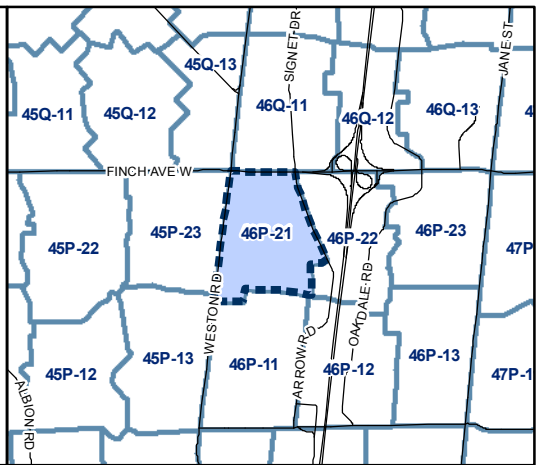 SIGNET DR
JANE ST
45Q-13
45Q-11
45Q-12
46Q-11
46Q-12
46Q-13
4
FINCH AVE W
45P-22
45P-23
46P-21
46P-22
46P-23
47P
WESTON RD
OAKDALE RD
ARROW RD
45P-12
45P-13
46P-11
46P-12
46P-13
47P-1
ALBION RD